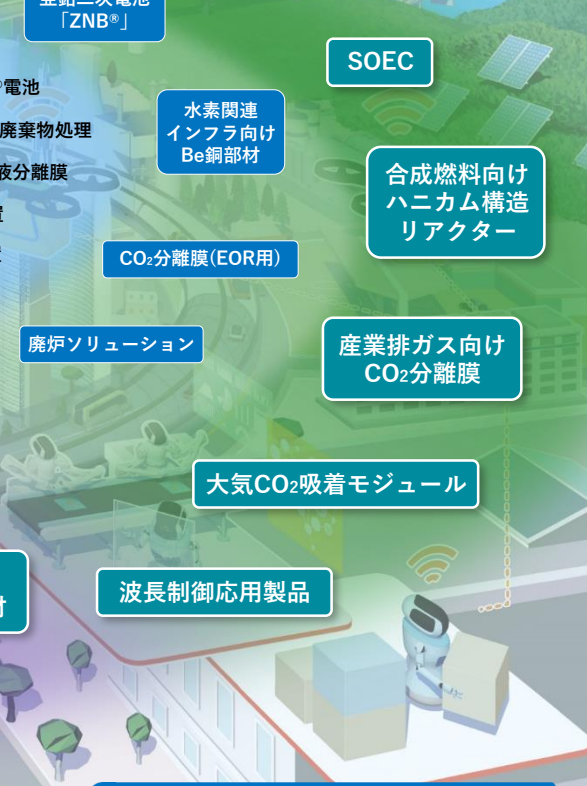 亜鉛二次電池
「ZNB®」
SOEC
電池
水素関連
インフラ向け
Be銅部材
廃棄物処理
液分離膜
合成燃料向け
ハニカム構造
リアクター
CO₂分離膜(EOR用)
廃炉ソリューション
産業排ガス向け
CO₂分離膜
大気CO₂吸着モジュール
波長制御応用製品